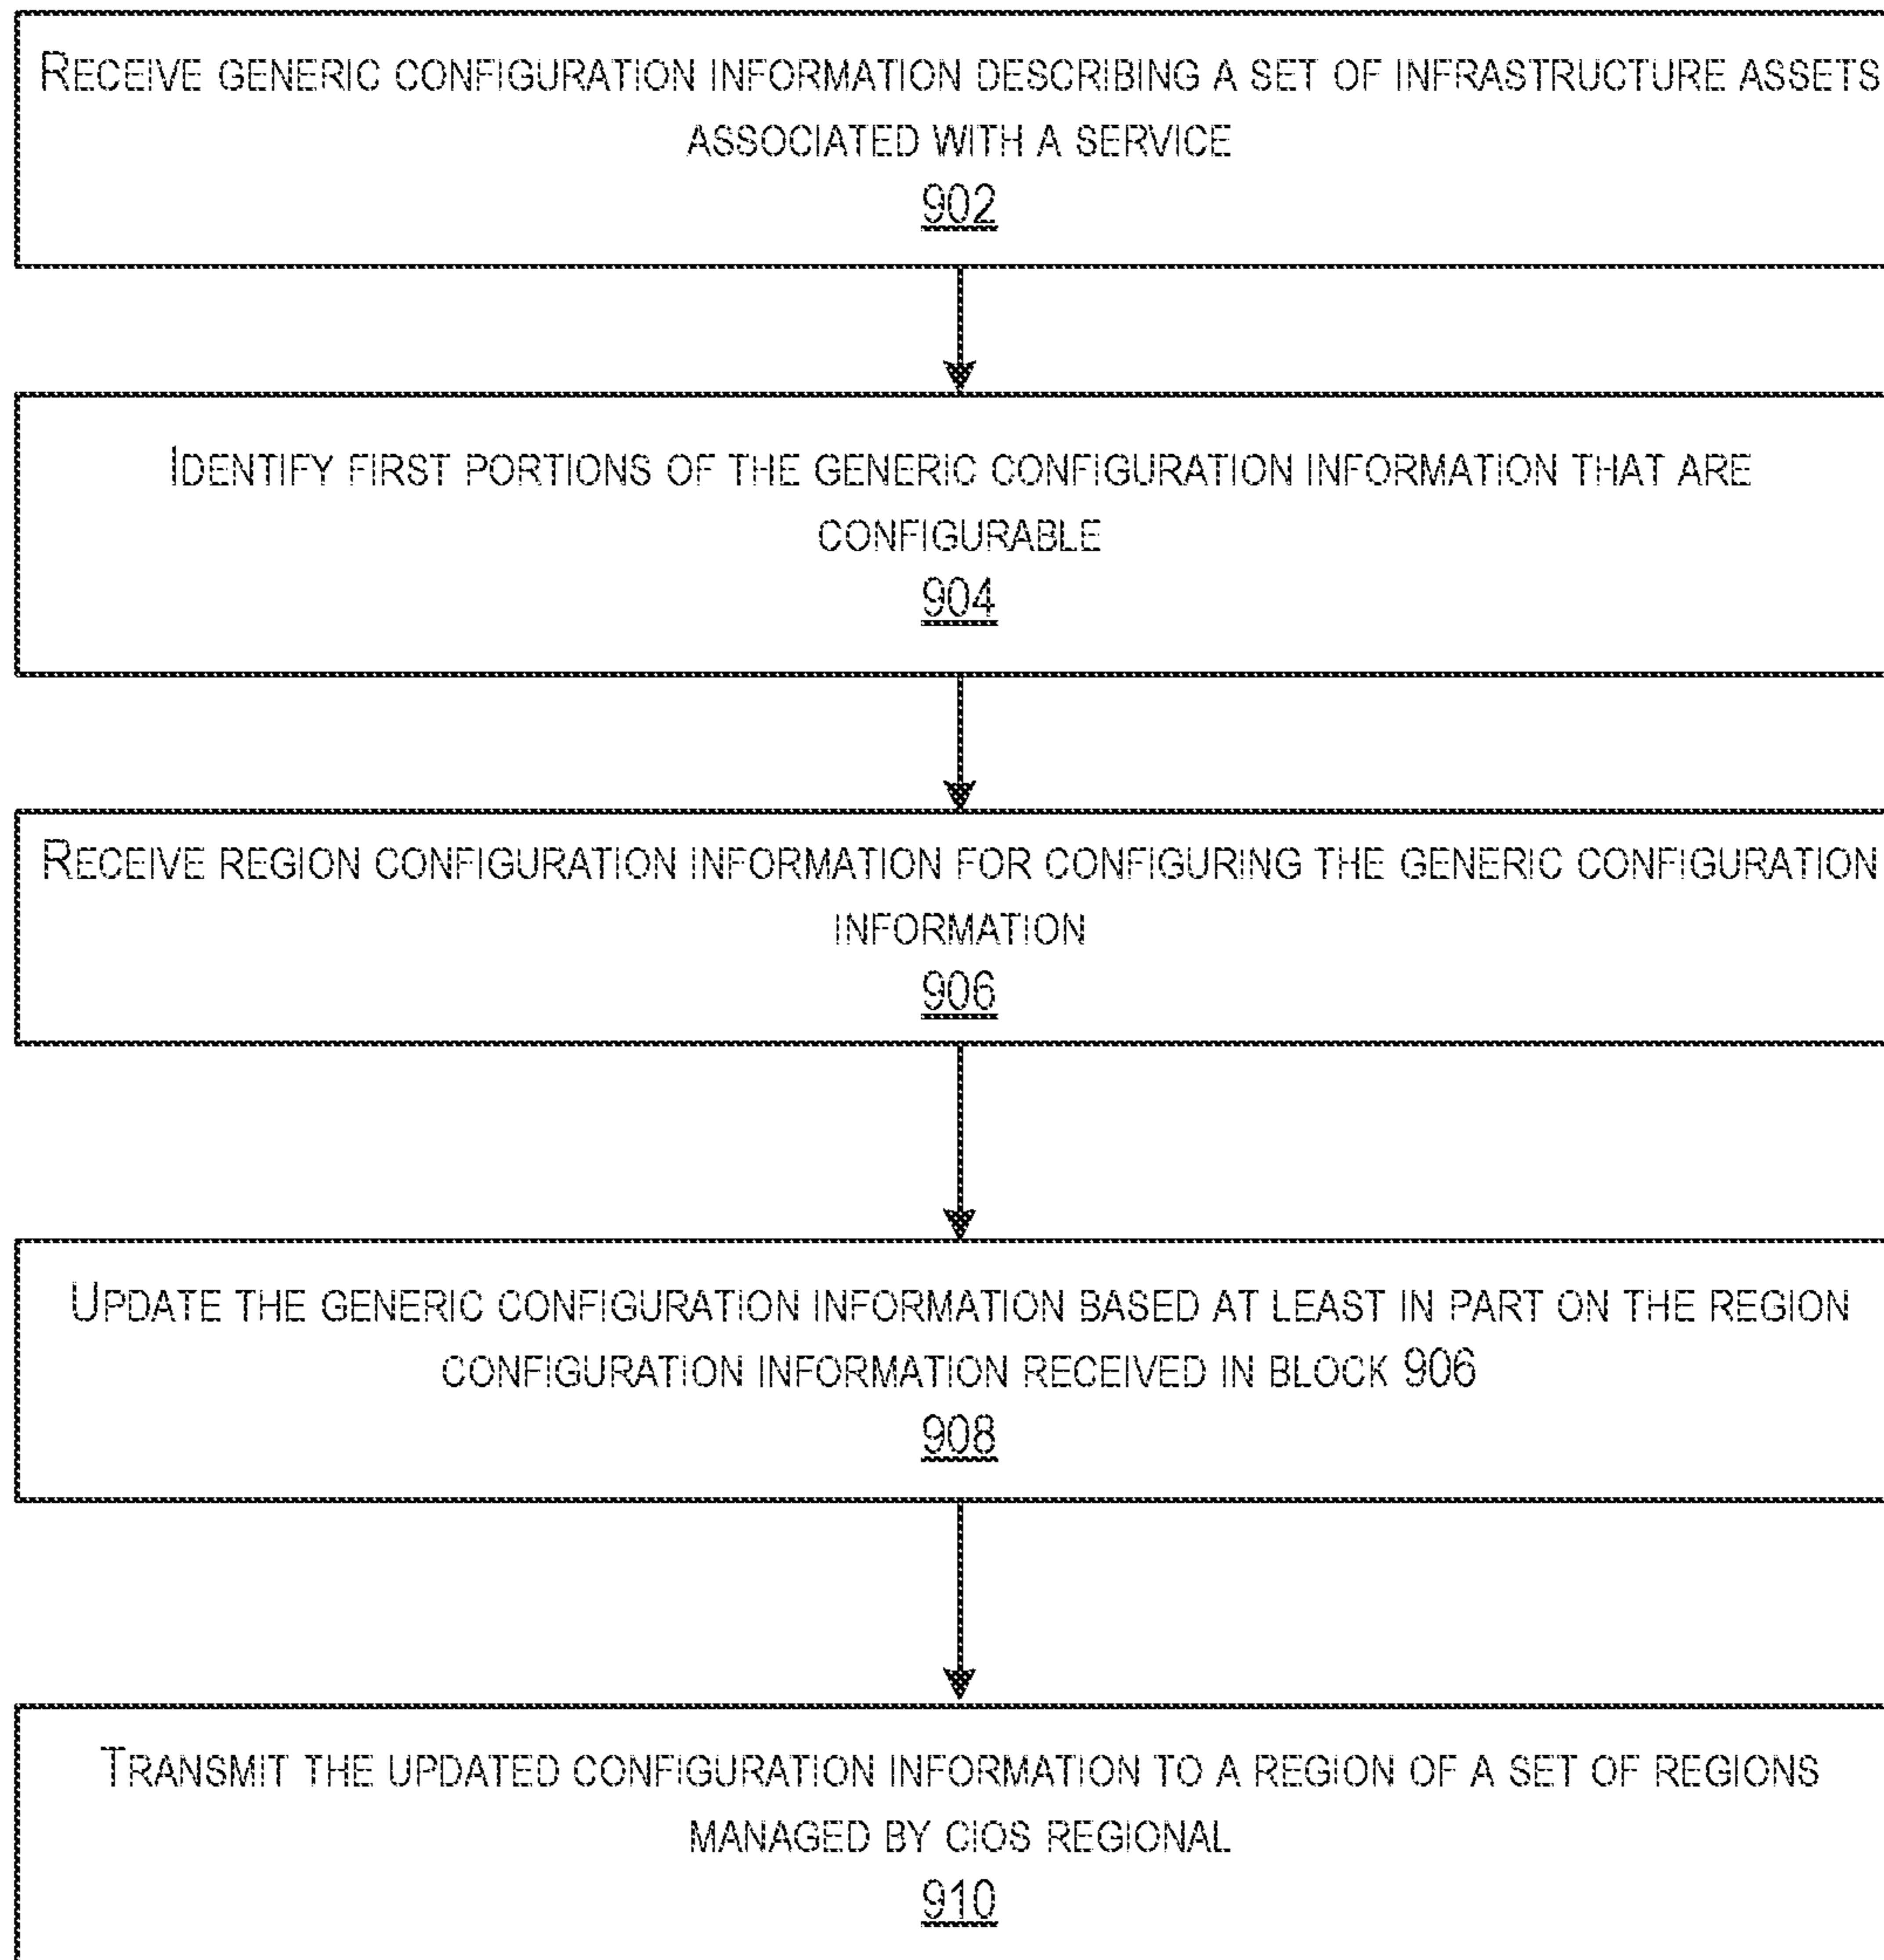 RECEIVE GENERIC CONFIGURATION INFORMATION DESCRIBING A SET OF INFRASTRUCTURE ASSETS
ASSOCIATED WITH A SERVICE
902
IDENTIFY FIRST PORTIONS OF THE GENERIC CONFIGURATION INFORMATION THAT ARE
CONFIGURABLE
904
RECEIVE REGION CONFIGURATION INFORMATION FOR CONFIGURING THE GENERIC CONFIGURATION
INFORMATION
906
UPDATE THE GENERIC CONFIGURATION INFORMATION BASED AT LEAST IN PART ON THE REGION
CONFIGURATION INFORMATION RECEIVED IN BLOCK 906
908
TRANSMIT THE UPDATED CONFIGURATION INFORMATION TO A REGION OF A SET OF REGIONS
MANAGED BY CIOS REGIONAL
910